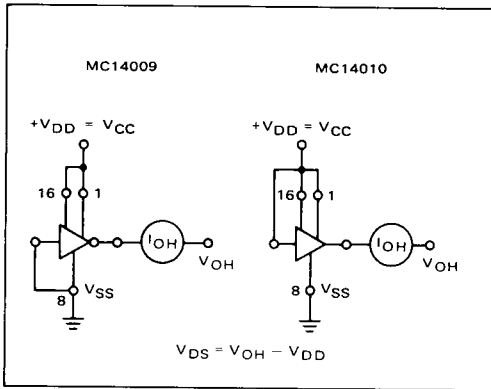 MC14009 MC14010
+VDD = VCC +VDD = VCC
16 1 16 1
IOH IOH
VOH VOH
8 VSS 8 VSS
VDS = VOH − VDD